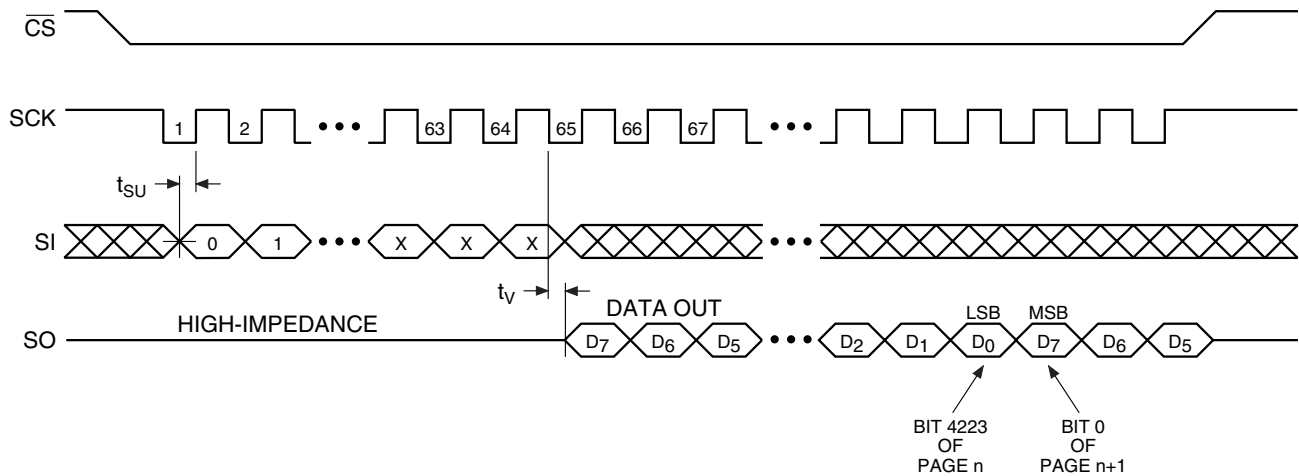 CS
SCK
1 2 ••• 63 64 65 66 67 •••
tSU
SI
0 1 ••• X X X •••
tV
HIGH-IMPEDANCE
DATA OUT
LSB MSB
SO
D7 D6 D5 ••• D2 D1 D0 D7 D6 D5
BIT 4223
OF
PAGE n
BIT 0
OF
PAGE n+1